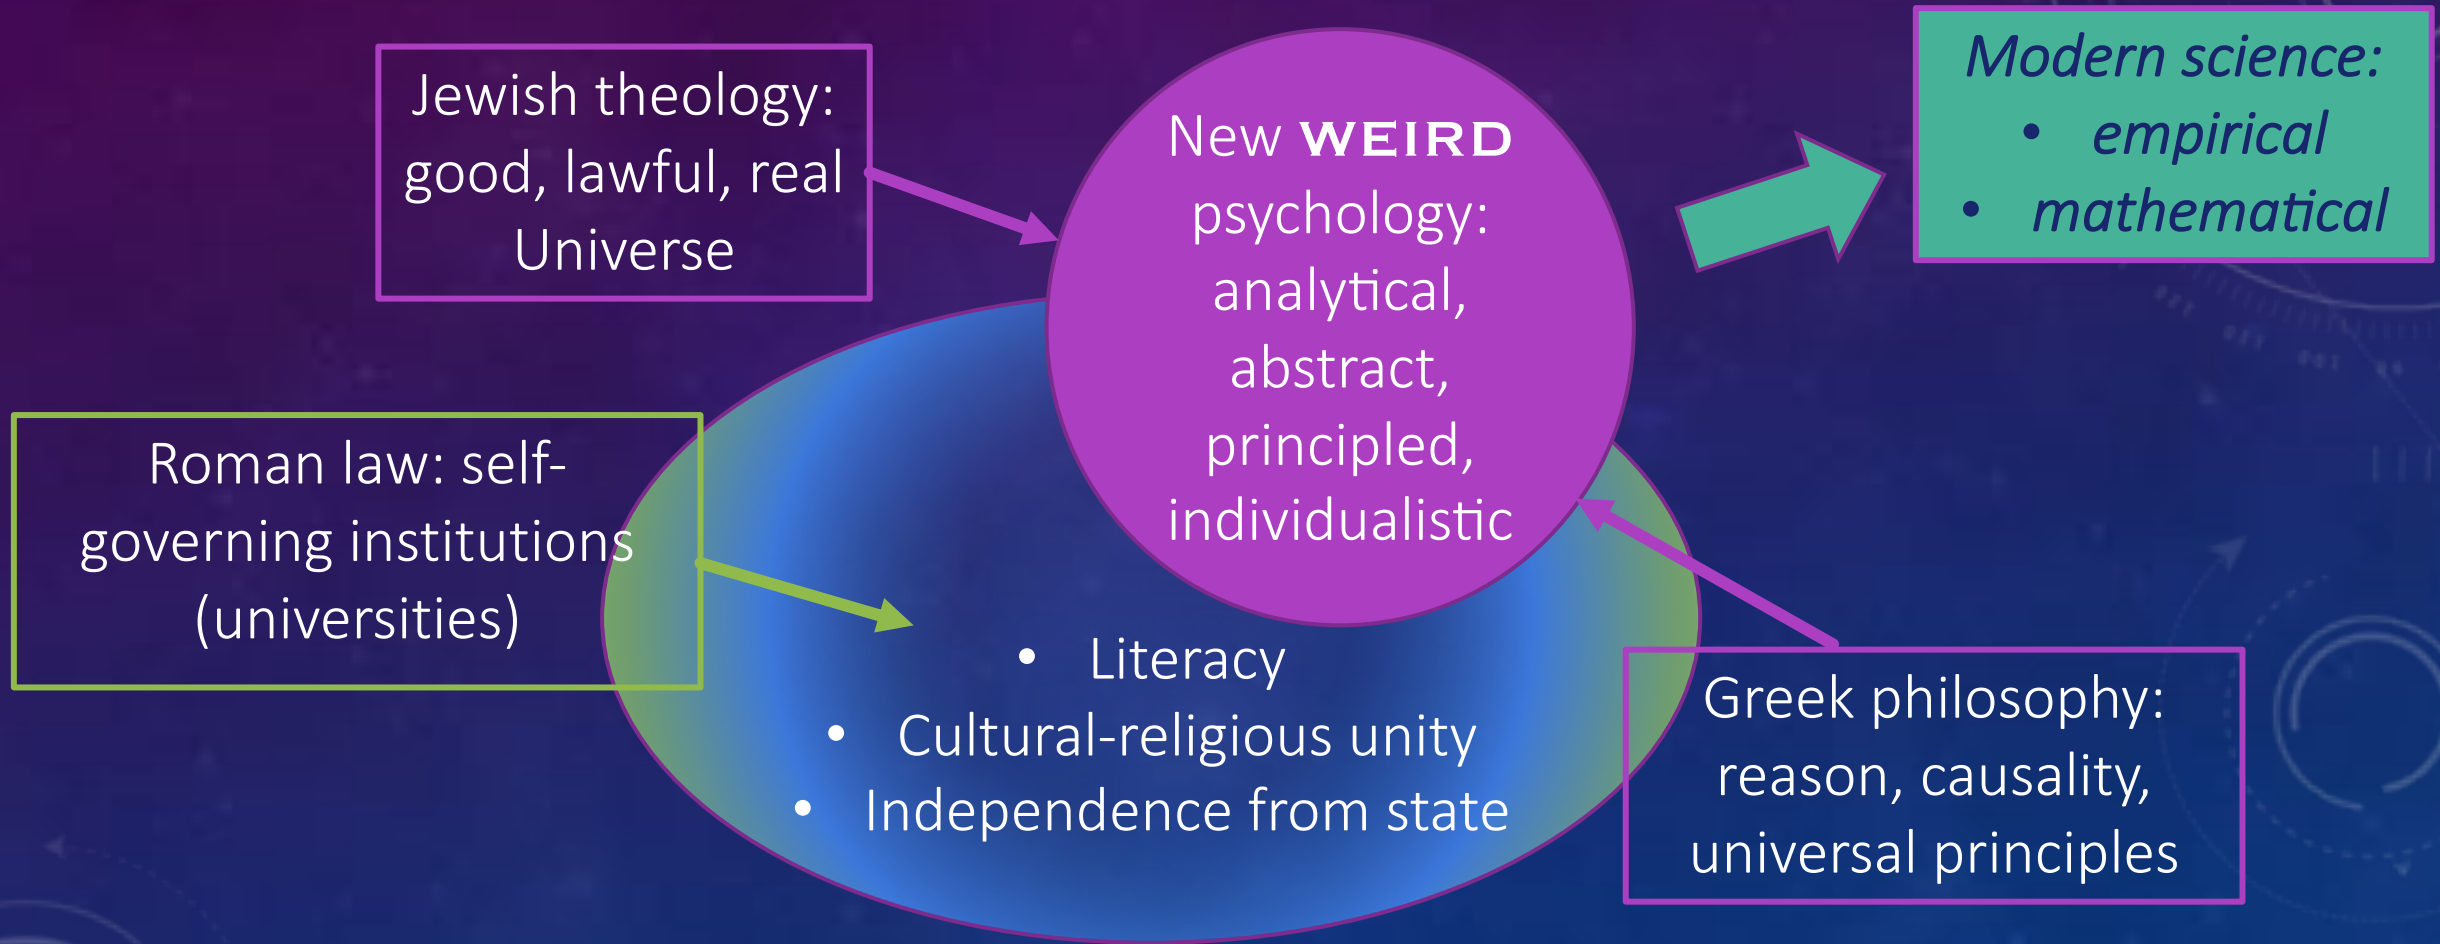 Jewish theology:
good, lawful, real
Universe
New WEIRD
psychology:
analytical,
abstract,
principled,
individualistic
Modern science:
• empirical
• mathematical
Roman law: self-
governing institutions
(universities)
• Literacy
• Cultural-religious unity
• Independence from state
Greek philosophy:
reason, causality,
universal principles